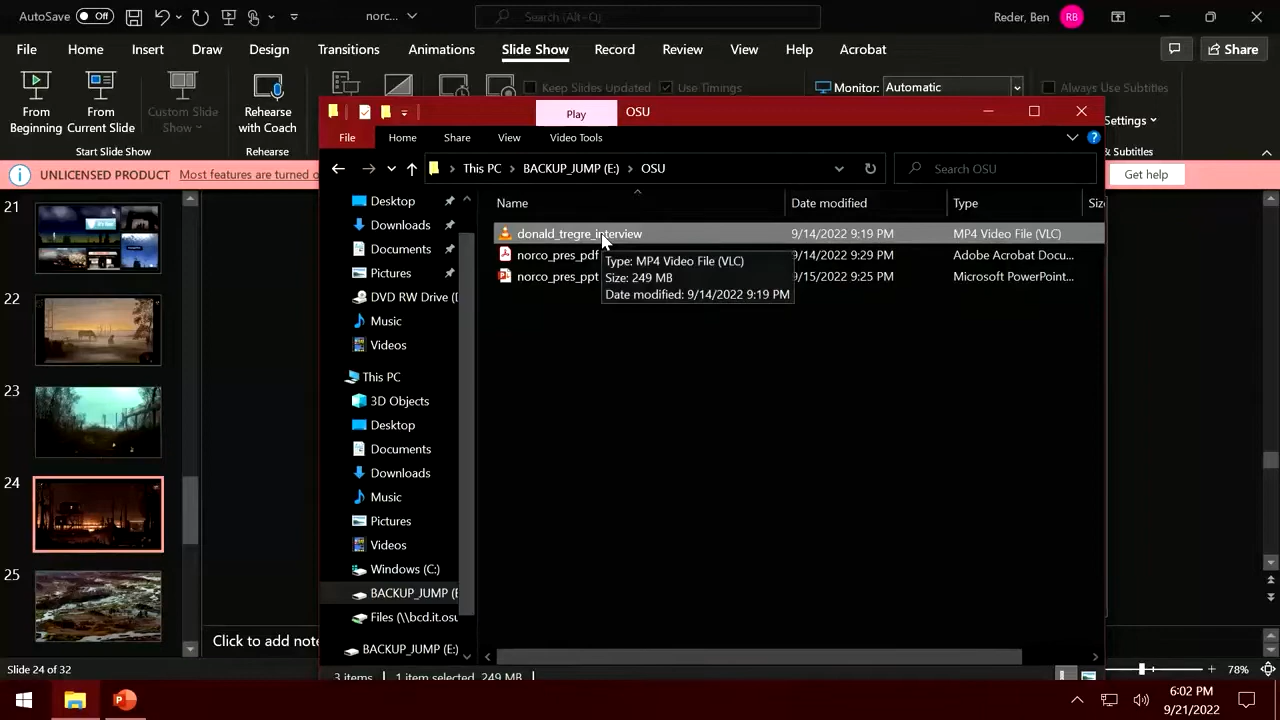 AutoSave Off norc... Search (Alt+Q) Reder, Ben RB
File Home Insert Draw Design Transitions Animations Slide Show Record Review View Help Acrobat Share
Keep Slides Updated Use Timings Monitor: Automatic Always Use Subtitles
From Beginning
From Current Slide
Custom Slide Show
Rehearse with Coach
Settings
Start Slide Show Rehearse & Subtitles
UNLICENSED PRODUCT Most features are turned o Get help
Play OSU
File Home Share View Video Tools
This PC BACKUP_JUMP (E:) OSU Search OSU
Name Date modified Type Siz
donald_tregre_interview 9/14/2022 9:19 PM MP4 Video File (VLC)
norco_pres_pdf 9/14/2022 9:29 PM Adobe Acrobat Docu...
norco_pres_ppt 9/15/2022 9:25 PM Microsoft PowerPoint...
Type: MP4 Video File (VLC)
Size: 249 MB
Date modified: 9/14/2022 9:19 PM
Desktop
Downloads
Documents
Pictures
DVD RW Drive (D
Music
Videos
This PC
3D Objects
Desktop
Documents
Downloads
Music
Pictures
Videos
Windows (C:)
BACKUP_JUMP (E
Files (\\bcd.it.osu
BACKUP_JUMP (E:)
3 items 1 item selected 249 MB
21
22
23
24
25
Click to add note
Slide 24 of 32 78%
6:02 PM
9/21/2022